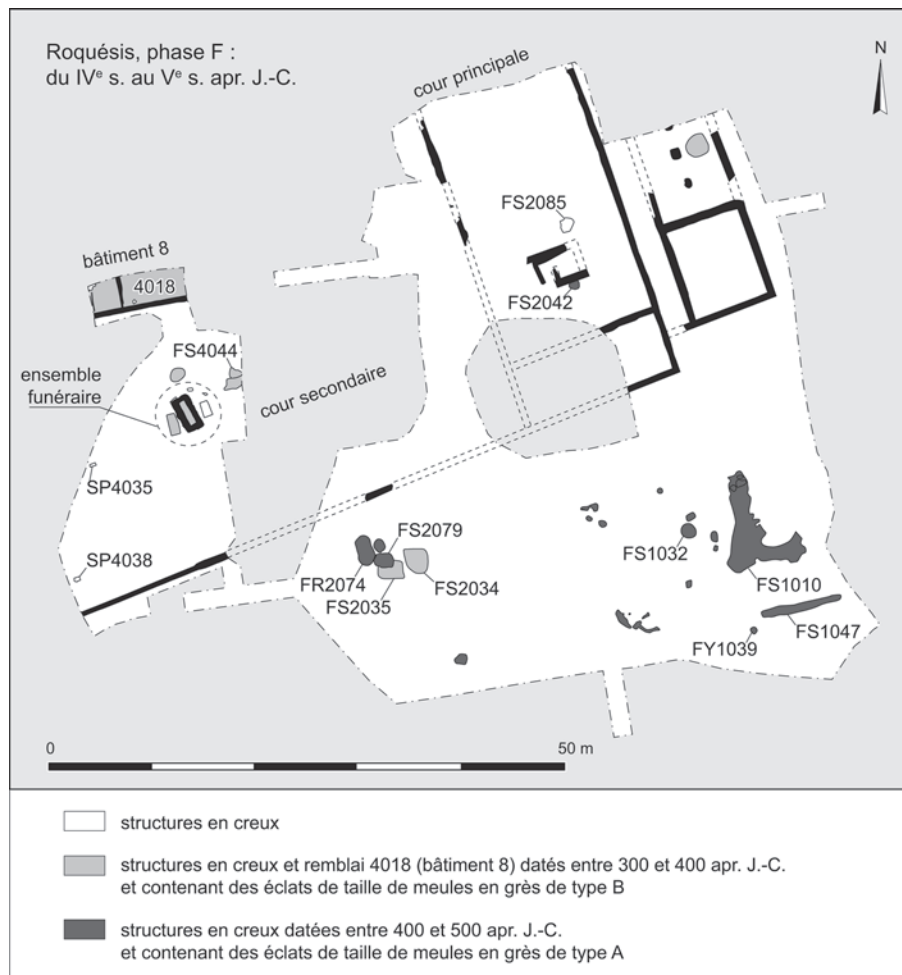 Roquésis, phase F :
du IVe s. au Ve s. apr. J.-C.
cour principale
N
FS2085
bâtiment 8
4018
FS2042
FS4044
ensemble
funéraire
cour secondaire
SP4035
FS2079
FS1032
SP4038
FR2074
FS2034
FS1010
FS2035
FS1047
FY1039
0
50 m
structures en creux
structures en creux et remblai 4018 (bâtiment 8) datés entre 300 et 400 apr. J.-C.
et contenant des éclats de taille de meules en grès de type B
structures en creux datées entre 400 et 500 apr. J.-C.
et contenant des éclats de taille de meules en grès de type A